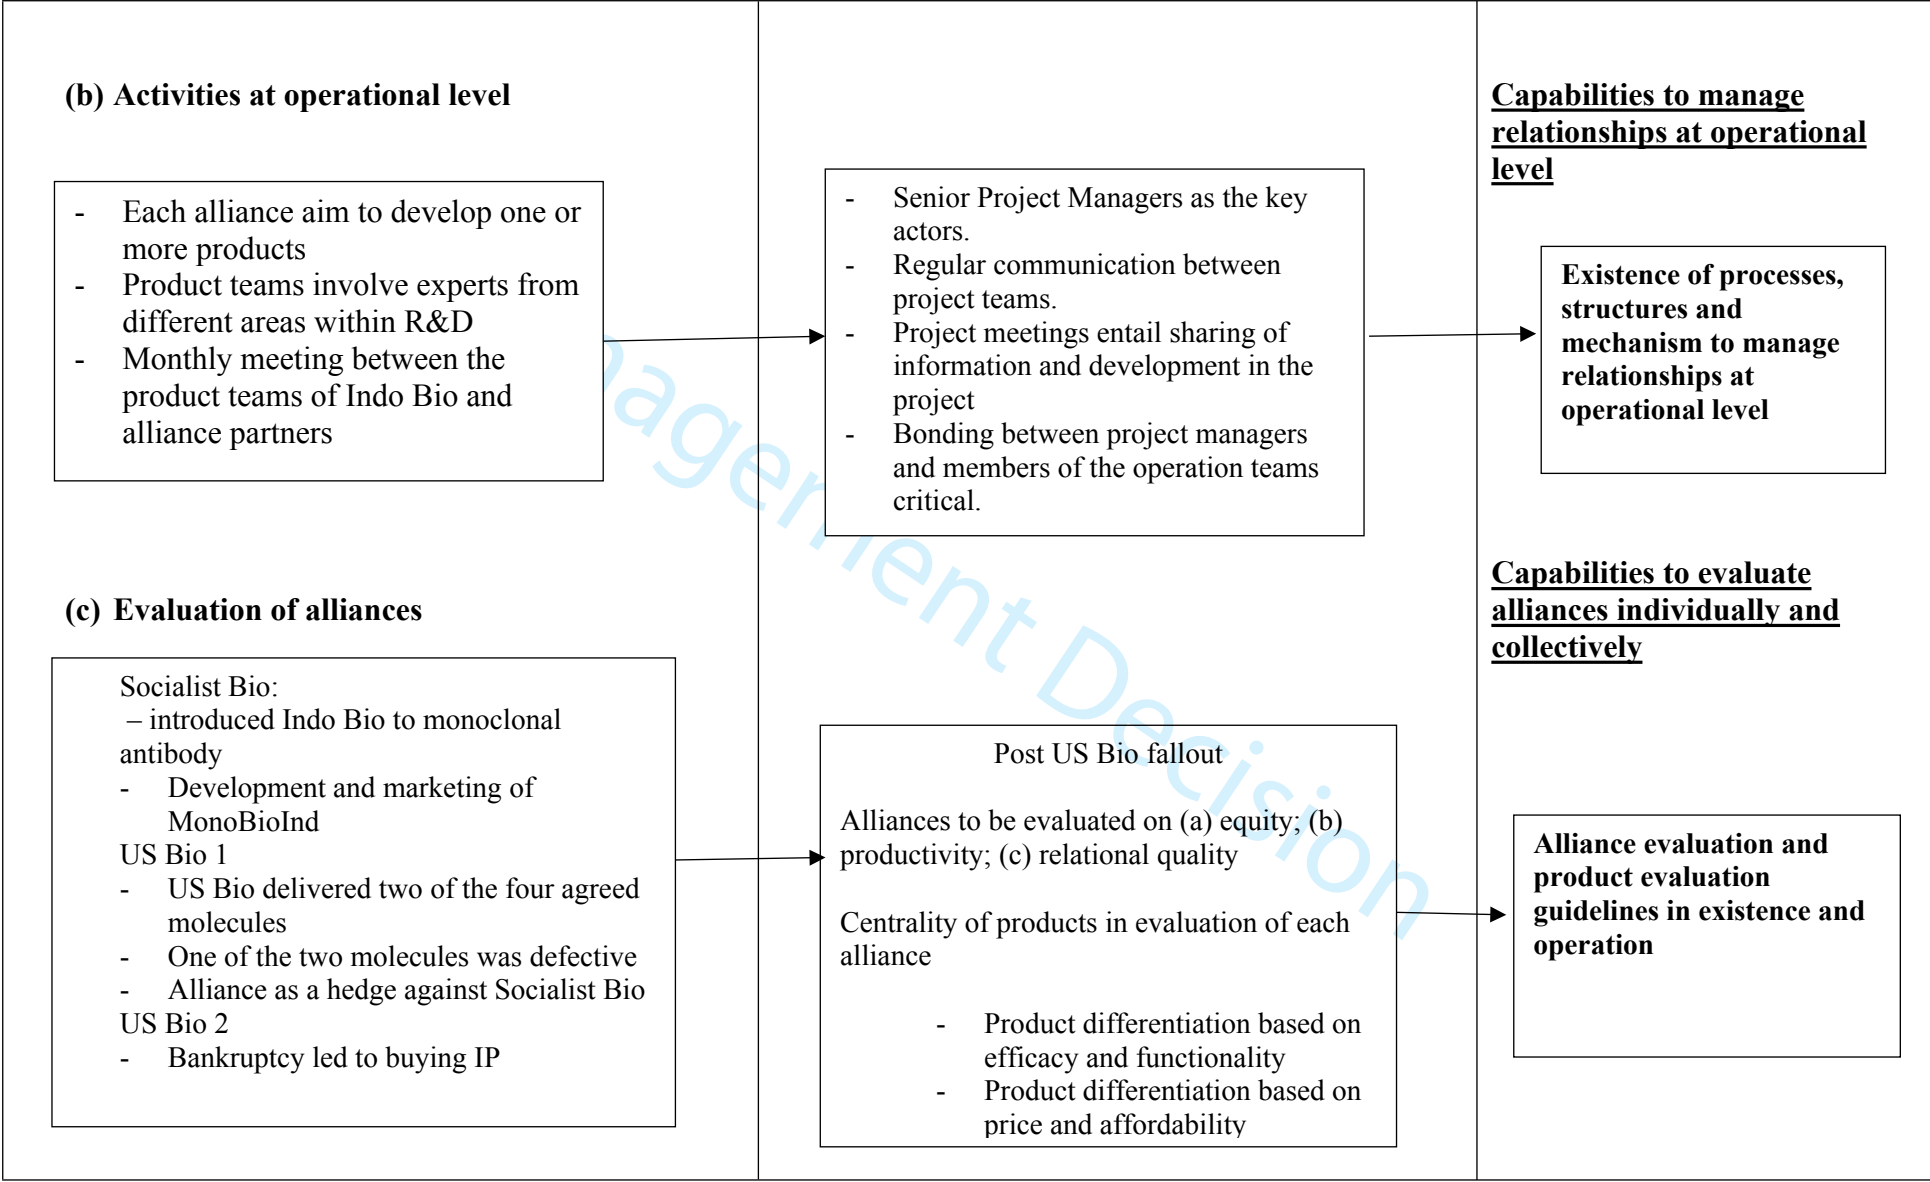 (b) Activities at operational level
- Each alliance aim to develop one or
more products
- Product teams involve experts from
different areas within R&D
- Monthly meeting between the
product teams of Indo Bio and
alliance partners
- Senior Project Managers as the key
actors.
- Regular communication between
project teams.
- Project meetings entail sharing of
information and development in the
project
- Bonding between project managers
and members of the operation teams
critical.
Capabilities to manage
relationships at operational
level
Existence of processes,
structures and
mechanism to manage
relationships at
operational level
(c) Evaluation of alliances
Socialist Bio:
– introduced Indo Bio to monoclonal
antibody
- Development and marketing of
MonoBioInd
US Bio 1
- US Bio delivered two of the four agreed
molecules
- One of the two molecules was defective
- Alliance as a hedge against Socialist Bio
US Bio 2
- Bankruptcy led to buying IP
Post US Bio fallout
Alliances to be evaluated on (a) equity; (b)
productivity; (c) relational quality
Centrality of products in evaluation of each
alliance
- Product differentiation based on
efficacy and functionality
- Product differentiation based on
price and affordability
Capabilities to evaluate
alliances individually and
collectively
Alliance evaluation and
product evaluation
guidelines in existence and
operation
nagement Decision